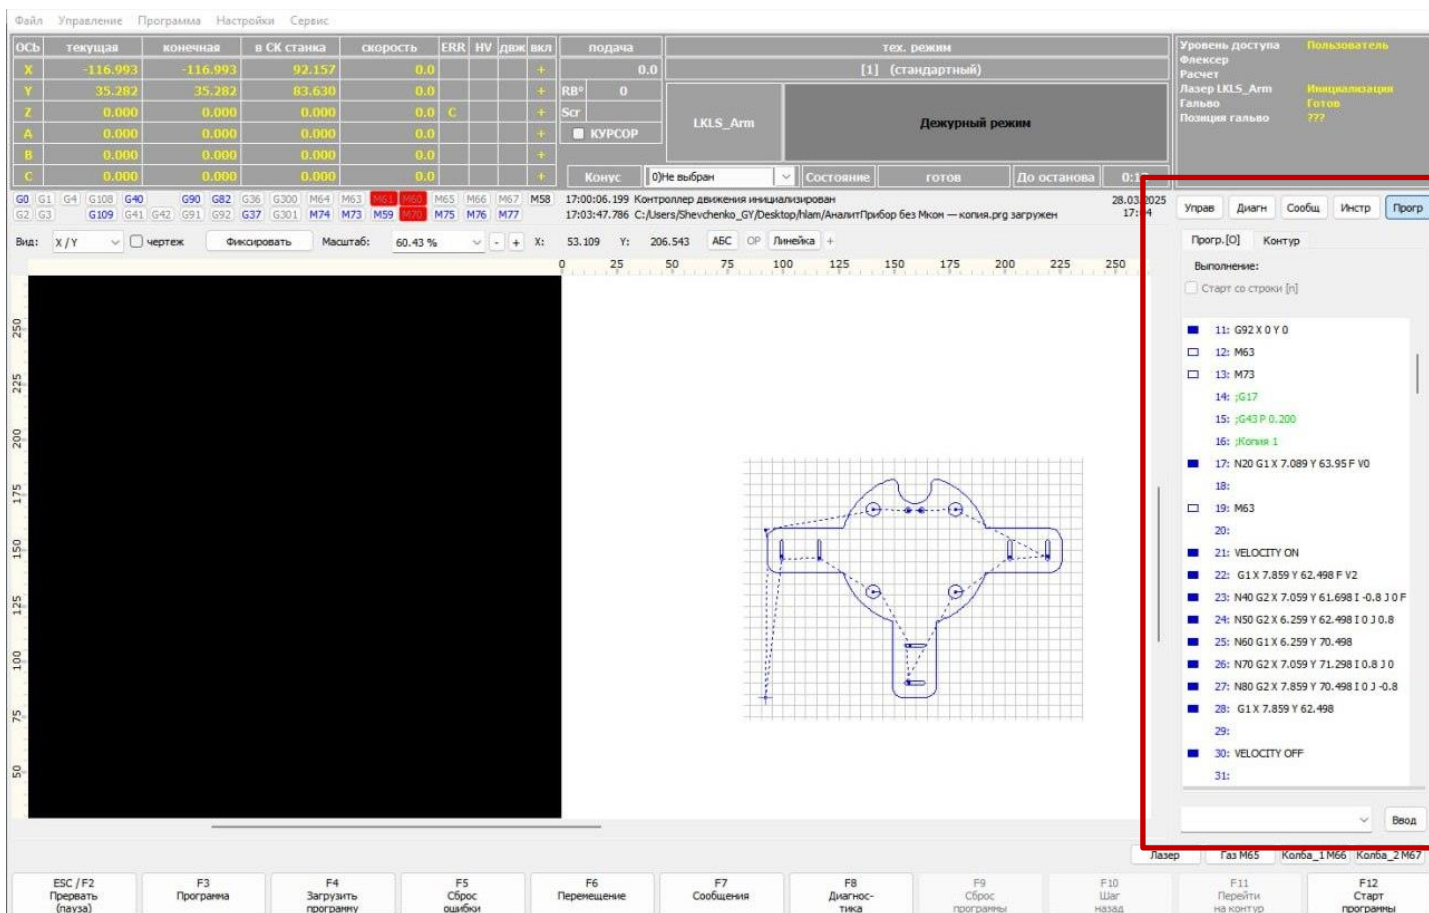 Файл Управление Программа Настройки Сервис
ОСЬ текущая конечная в СК станка скорость ERR HV движ вкл подача тех. режим
X -116.993 -116.993 92.157 0.0 + 0.0 [1] (стандартный)
Y 35.282 35.282 83.630 0.0 + RB° 0
Z 0.000 0.000 0.000 0.0 C + Scr
A 0.000 0.000 0.000 0.0 + КУРСОР
B 0.000 0.000 0.000 0.0 +
C 0.000 0.000 0.000 0.0 + Конус 0)Не выбран Состояние готов До останова
LKLS_Arm Дежурный режим
Уровень доступа Пользователь
Флексер
Расчет
Лазер LKLS_Arm Инициализация
Гальво Готов
Позиция гальво ???
G0 G1 G4 G108 G40 G90 G82 G36 G300 M64 M63 M61 M60 M65 M66 M67 M58
G2 G3 G109 G41 G42 G91 G92 G37 G301 M74 M73 M59 M70 M75 M76 M77
17:00:06.199 Контроллер движения инициализирован
17:03:47.786 C:/Users/Shevchenko_GY/Desktop/hlam/АналитПрибор без Мкон — копия.prg загружен
Управ Диагн Сообщ Инстр Прогр
Вид: X / Y чертеж Фиксировать Масштаб: 60.43 % - + X: 53.109 Y: 206.543 АБС ОР Линейка +
0 25 50 75 100 125 150 175 200 225 250
250
225
200
175
150
125
100
75
50
Прогр.[O] Контур
Выполнение:
Старт со строки [n]
11: G92 X 0 Y 0
12: M63
13: M73
14: ;G17
15: ;G43 P 0.200
16: ;Копия 1
17: N20 G1 X 7.089 Y 63.95 F V0
18:
19: M63
20:
21: VELOCITY ON
22: G1 X 7.859 Y 62.498 F V2
23: N40 G2 X 7.059 Y 61.698 I -0.8 J 0 F
24: N50 G2 X 6.259 Y 62.498 I 0 J 0.8
25: N60 G1 X 6.259 Y 70.498
26: N70 G2 X 7.059 Y 71.298 I 0.8 J 0
27: N80 G2 X 7.859 Y 70.498 I 0 J -0.8
28: G1 X 7.859 Y 62.498
29:
30: VELOCITY OFF
31:
Ввод
Лазер Газ M65 Колба_1 M66 Колба_2 M67
ESC / F2 F3 F4 F5 F6 F7 F8 F9 F10 F11 F12
Прервать Программа Загрузить Сброс Перемещение Сообщения Диагнос- Сброс Шаг Перейти Старт
(пауза) программу ошибки тика программы назад на контур программы